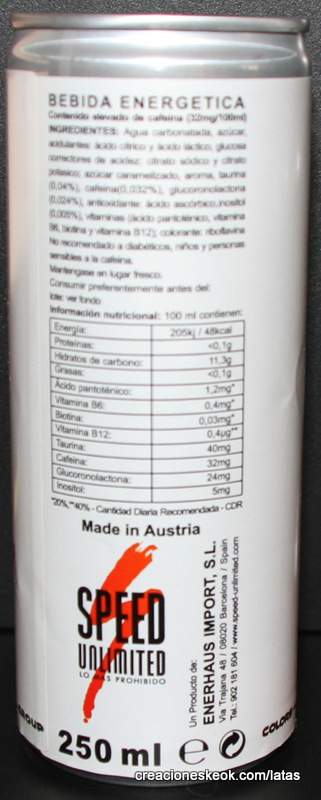 BEBIDA ENERGETICA
Contenido elevado de cafeína (32mg/100ml)
INGREDIENTES: Agua carbonatada, azúcar,
acidulantes: ácido cítrico y ácido láctico, glucosa
correctores de acidez: citrato sódico y citrato
potásico; azúcar caramelizado, aroma, taurina
(0,04%), cafeína(0,032%), glucoronolactona
(0,024%), antioxidante: ácido ascórbico,inositol
(0,005%), vitaminas (ácido pantoténico, vitamina
B6, biotina y vitamina B12); colorante: riboflavina
No recomendado a diabéticos, niños y personas
sensibles a la cafeína.
Mantengase en lugar fresco.
Consumir preferentemente antes del:
lote: ver fondo
Información nutricional: 100 ml contienen:
Energía: 205kj / 48kcal
Proteínas: <0,1g
Hidratos de carbono: 11,3g
Grasas: <0,1g
Ácido pantoténico: 1,2mg*
Vitamina B6: 0,4mg*
Biotina: 0,03mg*
Vitamina B12: 0,4µg**
Taurina: 40mg
Cafeína: 32mg
Glucoronolactona: 24mg
Inositol: 5mg
*20%,**40% - Cantidad Diaria Recomendada - CDR
Made in Austria
SPEED
UNLIMITED
LO MÁS PROHIBIDO
Un Producto de:
ENERHAUS IMPORT, S.L.
Via Trajana 48 / 08020 Barcelona / Spain
Tel.: 902 181 604 / www.speed-unlimited.com
250 ml e
GROUP
COLORS
creacioneskeok.com/latas